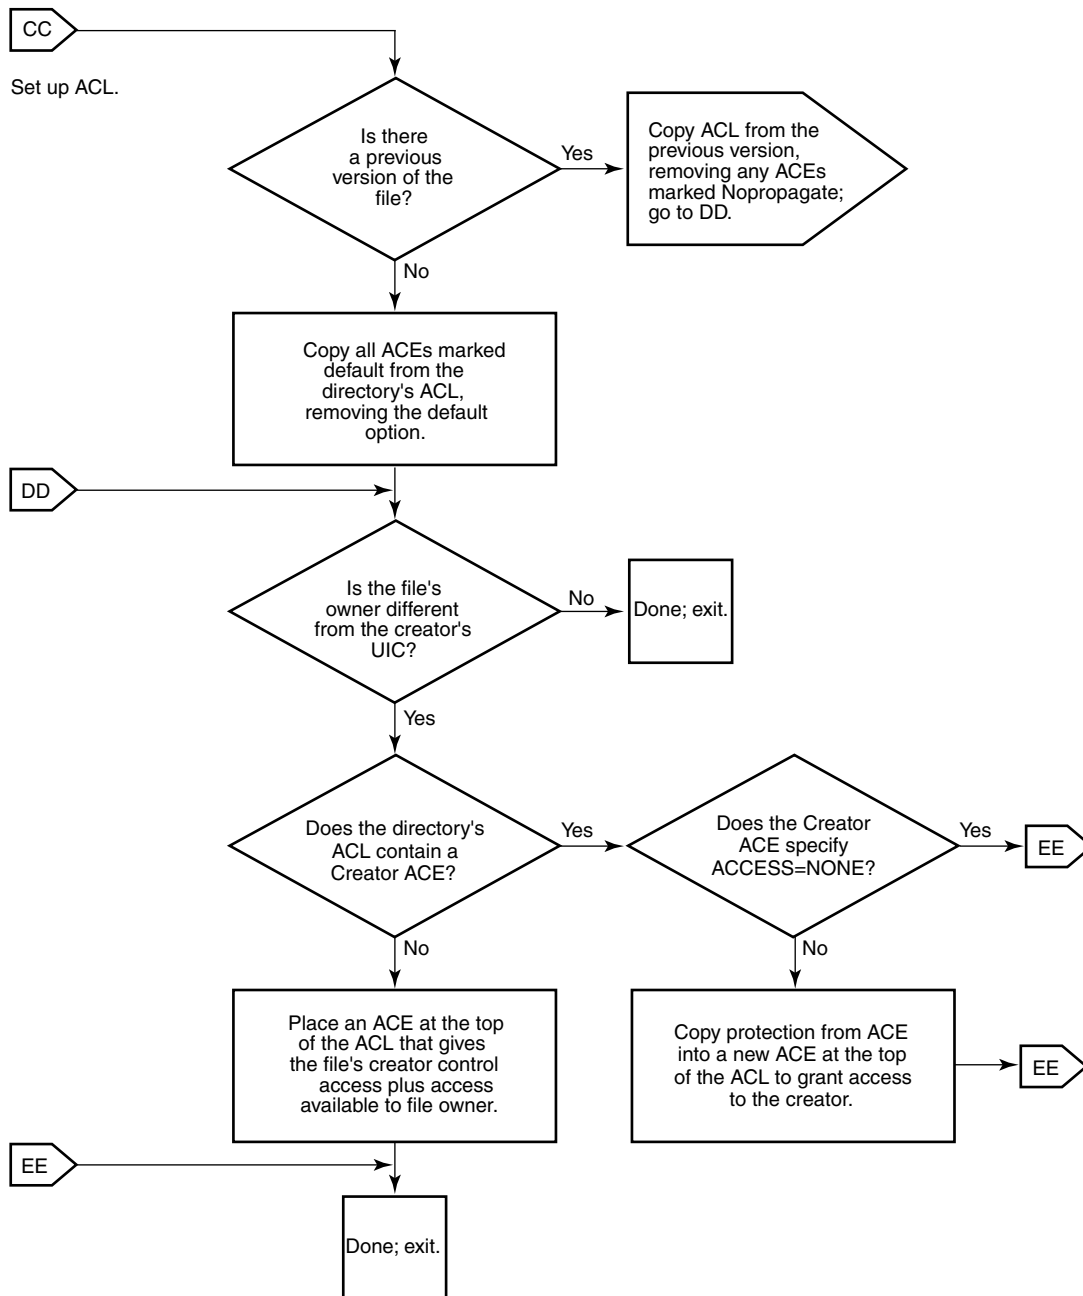 CC
Set up ACL.
Is there
a previous
version of the
file?
Yes
Copy ACL from the
previous version,
removing any ACEs
marked Nopropagate;
go to DD.
No
Copy all ACEs marked
default from the
directory's ACL,
removing the default
option.
DD
Is the file's
owner different
from the creator's
UIC?
No
Done; exit.
Yes
Does the directory's
ACL contain a
Creator ACE?
Yes
Does the Creator
ACE specify
ACCESS=NONE?
Yes
EE
No
Place an ACE at the top
of the ACL that gives
the file's creator control
access plus access
available to file owner.
No
Copy protection from ACE
into a new ACE at the top
of the ACL to grant access
to the creator.
EE
EE
Done; exit.